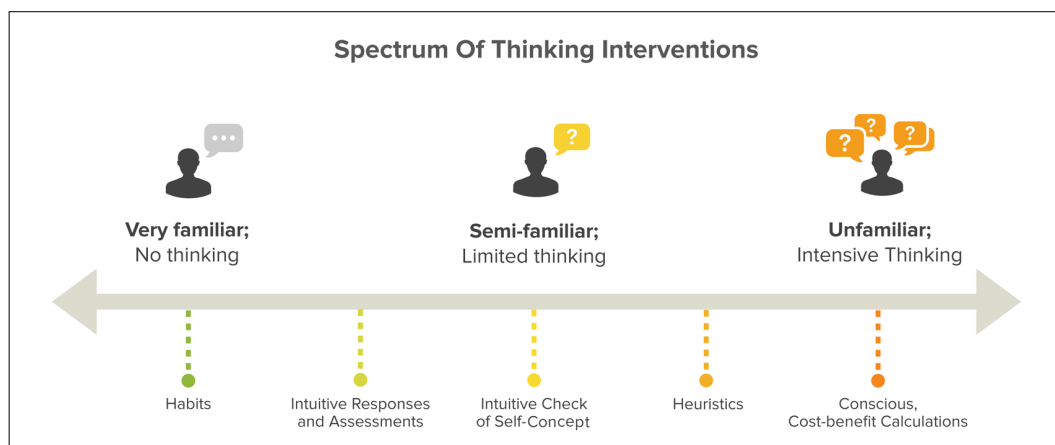 Spectrum Of Thinking Interventions
?
?
?
?
Very familiar;
No thinking
Semi-familiar;
Limited thinking
Unfamiliar;
Intensive Thinking
Habits
Intuitive Responses
and Assessments
Intuitive Check
of Self-Concept
Heuristics
Conscious,
Cost-benefit Calculations